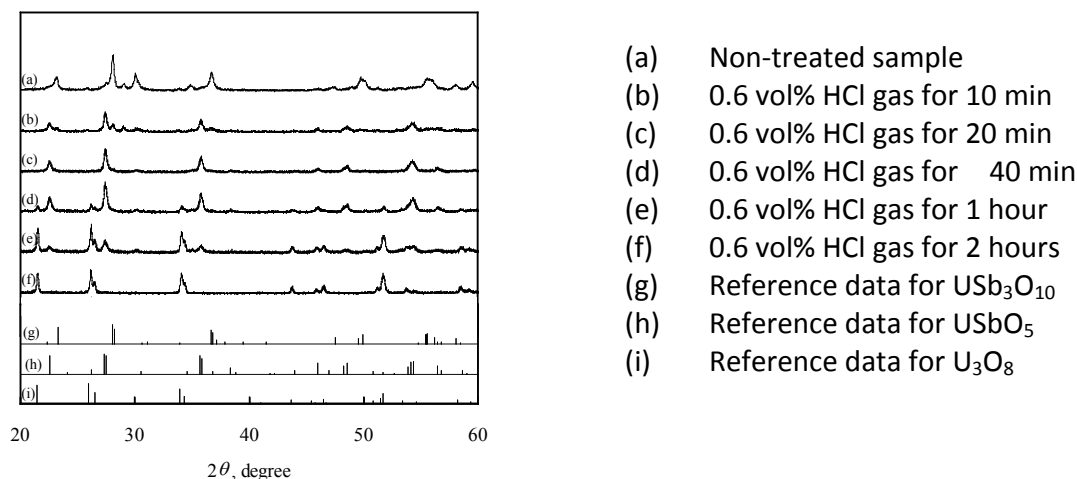 (a)
(b)
(c)
(d)
(e)
(f)
(g)
(h)
(i)
20 30 40 50 60
2θ, degree
(a) Non-treated sample
(b) 0.6 vol% HCl gas for 10 min
(c) 0.6 vol% HCl gas for 20 min
(d) 0.6 vol% HCl gas for 40 min
(e) 0.6 vol% HCl gas for 1 hour
(f) 0.6 vol% HCl gas for 2 hours
(g) Reference data for USb₃O₁₀
(h) Reference data for USbO₅
(i) Reference data for U₃O₈